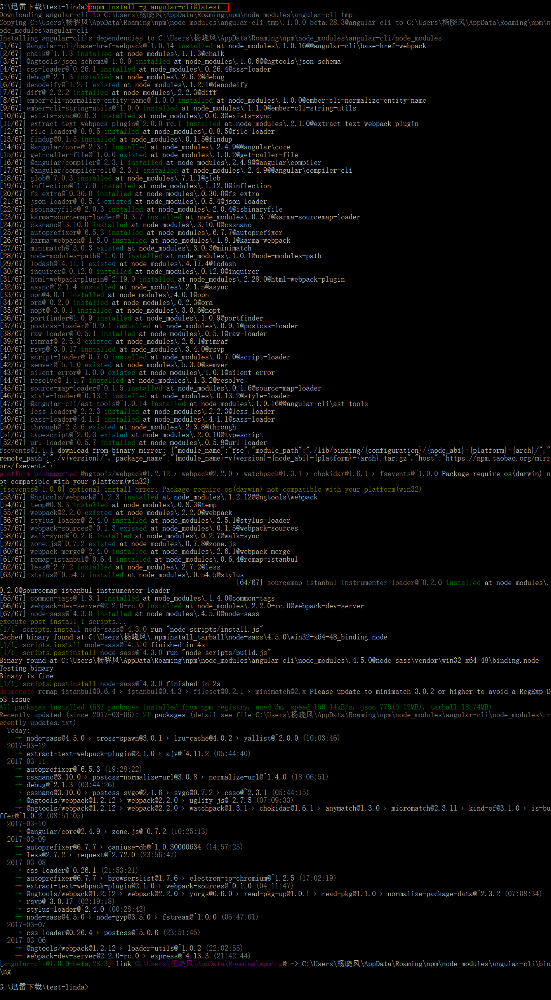 G:\迅雷下载\test-linda>cnpm install -g angular-cli@latest
Downloading angular-cli to C:\Users\杨晓风\AppData\Roaming\npm\node_modules\angular-cli_tmp
Copying C:\Users\杨晓风\AppData\Roaming\npm\node_modules\angular-cli_tmp\.1.0.0-beta.28.3@angular-cli to C:\Users\杨晓风\AppData\Roaming\npm\n
ode_modules\angular-cli
Installing angular-cli's dependencies to C:\Users\杨晓风\AppData\Roaming\npm\node_modules\angular-cli/node_modules
[1/67] @angular-cli/base-href-webpack@^1.0.14 installed at node_modules\.1.0.16@@angular-cli\base-href-webpack
[2/67] chalk@^1.1.3 installed at node_modules\.1.1.3@chalk
[3/67] @ngtools/json-schema@^1.0.0 installed at node_modules\.1.0.6@@ngtools\json-schema
[4/67] css-loader@^0.26.1 installed at node_modules\.0.26.4@css-loader
[5/67] debug@^2.1.3 installed at node_modules\.2.6.2@debug
[6/67] denodeify@^1.2.1 existed at node_modules\.1.2.1@denodeify
[7/67] diff@^2.2.2 installed at node_modules\.2.2.3@diff
[8/67] ember-cli-normalize-entity-name@^1.0.0 installed at node_modules\.1.0.0@ember-cli-normalize-entity-name
[9/67] ember-cli-string-utils@^1.0.0 installed at node_modules\.1.1.0@ember-cli-string-utils
[10/67] exists-sync@0.0.3 installed at node_modules\.0.0.3@exists-sync
[11/67] extract-text-webpack-plugin@^2.0.0-rc.1 installed at node_modules\.2.1.0@extract-text-webpack-plugin
[12/67] file-loader@^0.8.5 installed at node_modules\.0.8.5@file-loader
[13/67] findup@0.1.5 installed at node_modules\.0.1.5@findup
[14/67] @angular/core@^2.3.1 installed at node_modules\.2.4.9@@angular\core
[15/67] get-caller-file@^1.0.0 existed at node_modules\.1.0.2@get-caller-file
[16/67] @angular/compiler@^2.3.1 installed at node_modules\.2.4.9@@angular\compiler
[17/67] @angular/compiler-cli@^2.3.1 installed at node_modules\.2.4.9@@angular\compiler-cli
[18/67] glob@^7.0.3 installed at node_modules\.7.1.1@glob
[19/67] inflection@^1.7.0 installed at node_modules\.1.12.0@inflection
[20/67] fs-extra@^0.30.0 installed at node_modules\.0.30.0@fs-extra
[21/67] json-loader@^0.5.4 existed at node_modules\.0.5.4@json-loader
[22/67] isbinaryfile@^2.0.3 installed at node_modules\.2.0.4@isbinaryfile
[23/67] karma-sourcemap-loader@^0.3.7 installed at node_modules\.0.3.7@karma-sourcemap-loader
[24/67] cssnano@^3.10.0 installed at node_modules\.3.10.0@cssnano
[25/67] autoprefixer@^6.5.3 installed at node_modules\.6.7.7@autoprefixer
[26/67] karma-webpack@^1.8.0 installed at node_modules\.1.8.1@karma-webpack
[27/67] minimatch@^3.0.3 existed at node_modules\.3.0.3@minimatch
[28/67] node-modules-path@^1.0.0 installed at node_modules\.1.0.1@node-modules-path
[29/67] lodash@^4.11.1 existed at node_modules\.4.17.4@lodash
[30/67] inquirer@^0.12.0 installed at node_modules\.0.12.0@inquirer
[31/67] html-webpack-plugin@^2.19.0 installed at node_modules\.2.28.0@html-webpack-plugin
[32/67] async@^2.1.4 installed at node_modules\.2.1.5@async
[33/67] opn@4.0.1 installed at node_modules\.4.0.1@opn
[34/67] ora@^0.2.0 installed at node_modules\.0.2.3@ora
[35/67] nopt@^3.0.1 installed at node_modules\.3.0.6@nopt
[36/67] portfinder@1.0.9 installed at node_modules\.1.0.9@portfinder
[37/67] postcss-loader@^0.9.1 installed at node_modules\.0.9.1@postcss-loader
[38/67] raw-loader@^0.5.1 installed at node_modules\.0.5.1@raw-loader
[39/67] rimraf@^2.5.3 existed at node_modules\.2.6.1@rimraf
[40/67] rsvp@^3.0.17 installed at node_modules\.3.4.0@rsvp
[41/67] script-loader@^0.7.0 installed at node_modules\.0.7.0@script-loader
[42/67] semver@^5.1.0 existed at node_modules\.5.3.0@semver
[43/67] silent-error@^1.0.0 existed at node_modules\.1.0.1@silent-error
[44/67] resolve@^1.1.7 installed at node_modules\.1.3.2@resolve
[45/67] source-map-loader@^0.1.5 installed at node_modules\.0.1.6@source-map-loader
[46/67] style-loader@^0.13.1 installed at node_modules\.0.13.2@style-loader
[47/67] @angular-cli/ast-tools@^1.0.14 installed at node_modules\.1.0.16@@angular-cli\ast-tools
[48/67] less-loader@^2.2.3 installed at node_modules\.2.2.3@less-loader
[49/67] sass-loader@^4.1.1 installed at node_modules\.4.1.1@sass-loader
[50/67] through@^2.3.6 existed at node_modules\.2.3.8@through
[51/67] typescript@~2.0.3 existed at node_modules\.2.0.10@typescript
[52/67] url-loader@^0.5.7 installed at node_modules\.0.5.8@url-loader
fsevents@1.1.1 download from binary mirror: {"module_name":"fse","module_path":"./lib/binding/{configuration}/{node_abi}-{platform}-{arch}/","
remote_path":"./v{version}/","package_name":"{module_name}-v{version}-{node_abi}-{platform}-{arch}.tar.gz","host":"https://npm.taobao.org/mirr
ors/fsevents"}
platform unsupported @ngtools/webpack@1.2.12 › webpack@2.2.0 › watchpack@1.3.1 › chokidar@1.6.1 › fsevents@^1.0.0 Package require os(darwin) n
ot compatible with your platform(win32)
[fsevents@^1.0.0] optional install error: Package require os(darwin) not compatible with your platform(win32)
[53/67] @ngtools/webpack@^1.2.3 installed at node_modules\.1.2.12@@ngtools\webpack
[54/67] temp@0.8.3 installed at node_modules\.0.8.3@temp
[55/67] webpack@2.2.0 existed at node_modules\.2.2.0@webpack
[56/67] stylus-loader@^2.4.0 installed at node_modules\.2.5.1@stylus-loader
[57/67] webpack-sources@^0.1.3 existed at node_modules\.0.1.5@webpack-sources
[58/67] walk-sync@^0.2.6 installed at node_modules\.0.2.7@walk-sync
[59/67] zone.js@^0.7.2 existed at node_modules\.0.7.8@zone.js
[60/67] webpack-merge@^2.4.0 installed at node_modules\.2.6.1@webpack-merge
[61/67] remap-istanbul@^0.6.4 installed at node_modules\.0.6.4@remap-istanbul
[62/67] less@^2.7.2 installed at node_modules\.2.7.2@less
[63/67] stylus@^0.54.5 installed at node_modules\.0.54.5@stylus
[64/67] sourcemap-istanbul-instrumenter-loader@^0.2.0 installed at node_modules\.
0.2.0@sourcemap-istanbul-instrumenter-loader
[65/67] common-tags@^1.3.1 installed at node_modules\.1.4.0@common-tags
[66/67] webpack-dev-server@2.2.0-rc.0 installed at node_modules\.2.2.0-rc.0@webpack-dev-server
[67/67] node-sass@^4.3.0 installed at node_modules\.4.5.0@node-sass
execute post install 1 scripts...
[1/1] scripts.install node-sass@^4.3.0 run "node scripts/install.js"
Cached binary found at C:\Users\杨晓风\.npminstall_tarball\node-sass\4.5.0\win32-x64-48_binding.node
[1/1] scripts.install node-sass@^4.3.0 finished in 4s
[1/1] scripts.postinstall node-sass@^4.3.0 run "node scripts/build.js"
Binary found at C:\Users\杨晓风\AppData\Roaming\npm\node_modules\angular-cli\node_modules\.4.5.0@node-sass\vendor\win32-x64-48\binding.node
Testing binary
Binary is fine
[1/1] scripts.postinstall node-sass@^4.3.0 finished in 2s
deprecate remap-istanbul@0.6.4 › istanbul@0.4.3 › fileset@0.2.1 › minimatch@2.x Please update to minimatch 3.0.2 or higher to avoid a RegExp D
oS issue
All packages installed (687 packages installed from npm registry, used 3m, speed 150.14kB/s, json 775(5.12MB), tarball 18.74MB)
Recently updated (since 2017-03-06): 21 packages (detail see file C:\Users\杨晓风\AppData\Roaming\npm\node_modules\angular-cli\node_modules\.r
ecently_updates.txt)
Today:
→ node-sass@4.5.0 › cross-spawn@3.0.1 › lru-cache@4.0.2 › yallist@^2.0.0 (10:03:46)
2017-03-12
→ extract-text-webpack-plugin@2.1.0 › ajv@^4.11.2 (05:44:40)
2017-03-11
→ autoprefixer@^6.5.3 (19:28:22)
→ cssnano@3.10.0 › postcss-normalize-url@3.0.8 › normalize-url@^1.4.0 (18:06:51)
→ debug@^2.1.3 (03:44:26)
→ cssnano@3.10.0 › postcss-svgo@2.1.6 › svgo@0.7.2 › csso@~2.3.1 (05:44:15)
→ @ngtools/webpack@1.2.12 › webpack@2.2.0 › uglify-js@^2.7.5 (07:09:33)
→ @ngtools/webpack@1.2.12 › webpack@2.2.0 › watchpack@1.3.1 › chokidar@1.6.1 › anymatch@1.3.0 › micromatch@2.3.11 › kind-of@3.1.0 › is-bu
ffer@^1.0.2 (08:51:05)
2017-03-10
→ @angular/core@2.4.9 › zone.js@^0.7.2 (10:25:13)
2017-03-09
→ autoprefixer@6.7.7 › caniuse-db@^1.0.30000634 (14:57:25)
→ less@2.7.2 › request@^2.72.0 (23:56:47)
2017-03-08
→ css-loader@^0.26.1 (21:53:21)
→ autoprefixer@6.7.7 › browserslist@1.7.6 › electron-to-chromium@^1.2.5 (17:02:19)
→ extract-text-webpack-plugin@2.1.0 › webpack-sources@^0.1.0 (04:11:47)
→ @ngtools/webpack@1.2.12 › webpack@2.2.0 › yargs@6.6.0 › read-pkg-up@1.0.1 › read-pkg@1.1.0 › normalize-package-data@^2.3.2 (07:08:34)
→ rsvp@^3.0.17 (02:19:18)
→ stylus-loader@^2.4.0 (00:28:43)
→ node-sass@4.5.0 › node-gyp@3.5.0 › fstream@^1.0.0 (05:47:01)
2017-03-07
→ css-loader@0.26.4 › postcss@^5.0.6 (23:51:45)
2017-03-06
→ @ngtools/webpack@1.2.12 › loader-utils@^1.0.2 (22:02:55)
→ webpack-dev-server@2.2.0-rc.0 › express@^4.13.3 (21:42:44)
[angular-cli@1.0.0-beta.28.3] link C:\Users\杨晓风\AppData\Roaming\npm\ng@ -> C:\Users\杨晓风\AppData\Roaming\npm\node_modules\angular-cli\bin
\ng
G:\迅雷下载\test-linda>